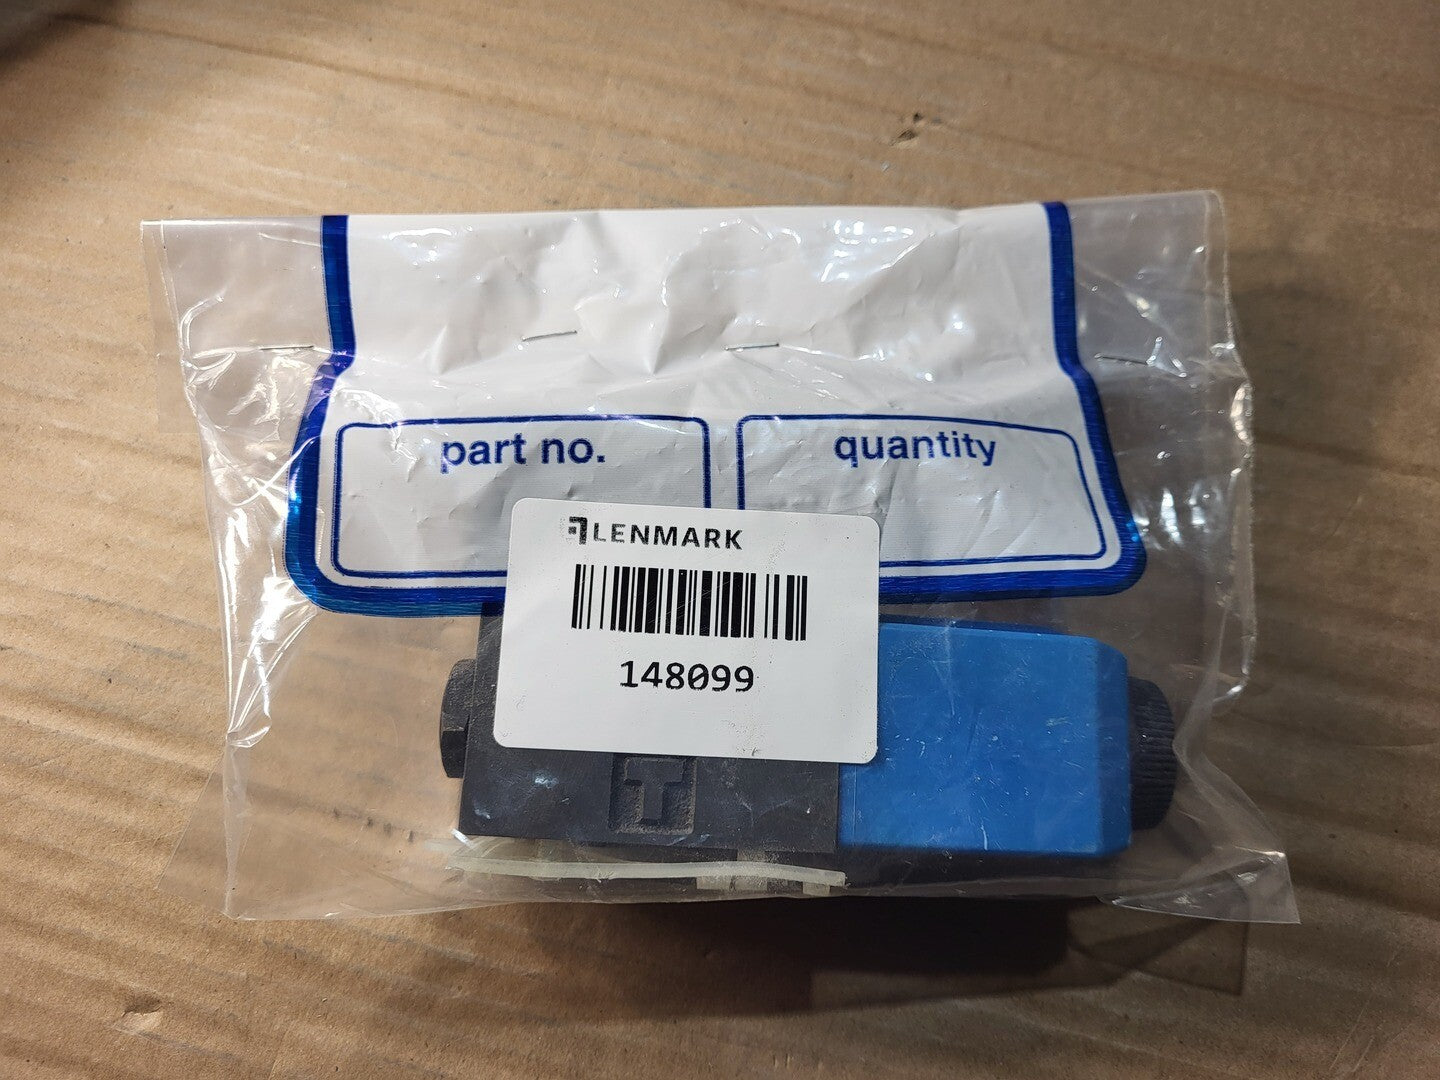 part no.
quantity
LENMARK
148099
T